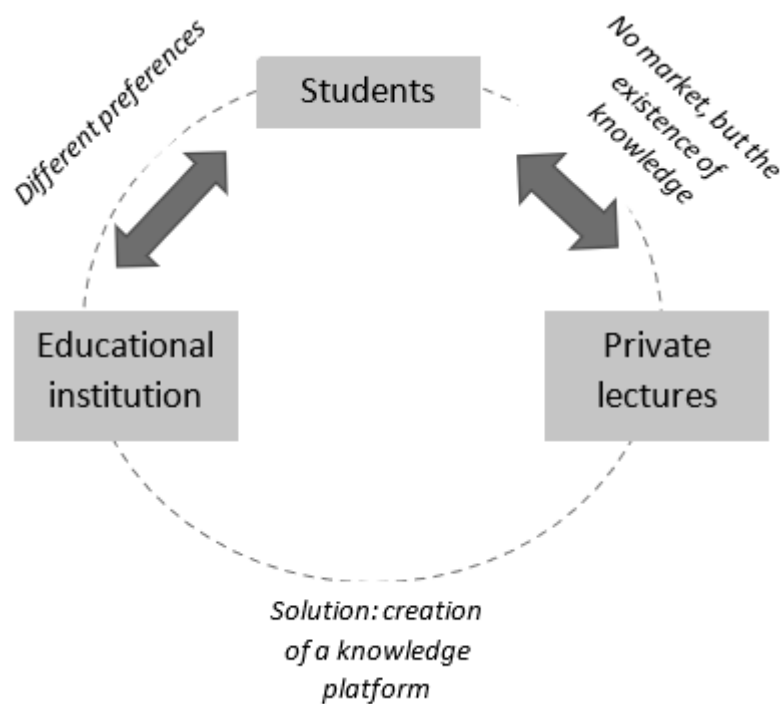 Different preferences
Students
No market, but the
existence of
knowledge
Educational
institution
Private
lectures
Solution: creation
of a knowledge
platform